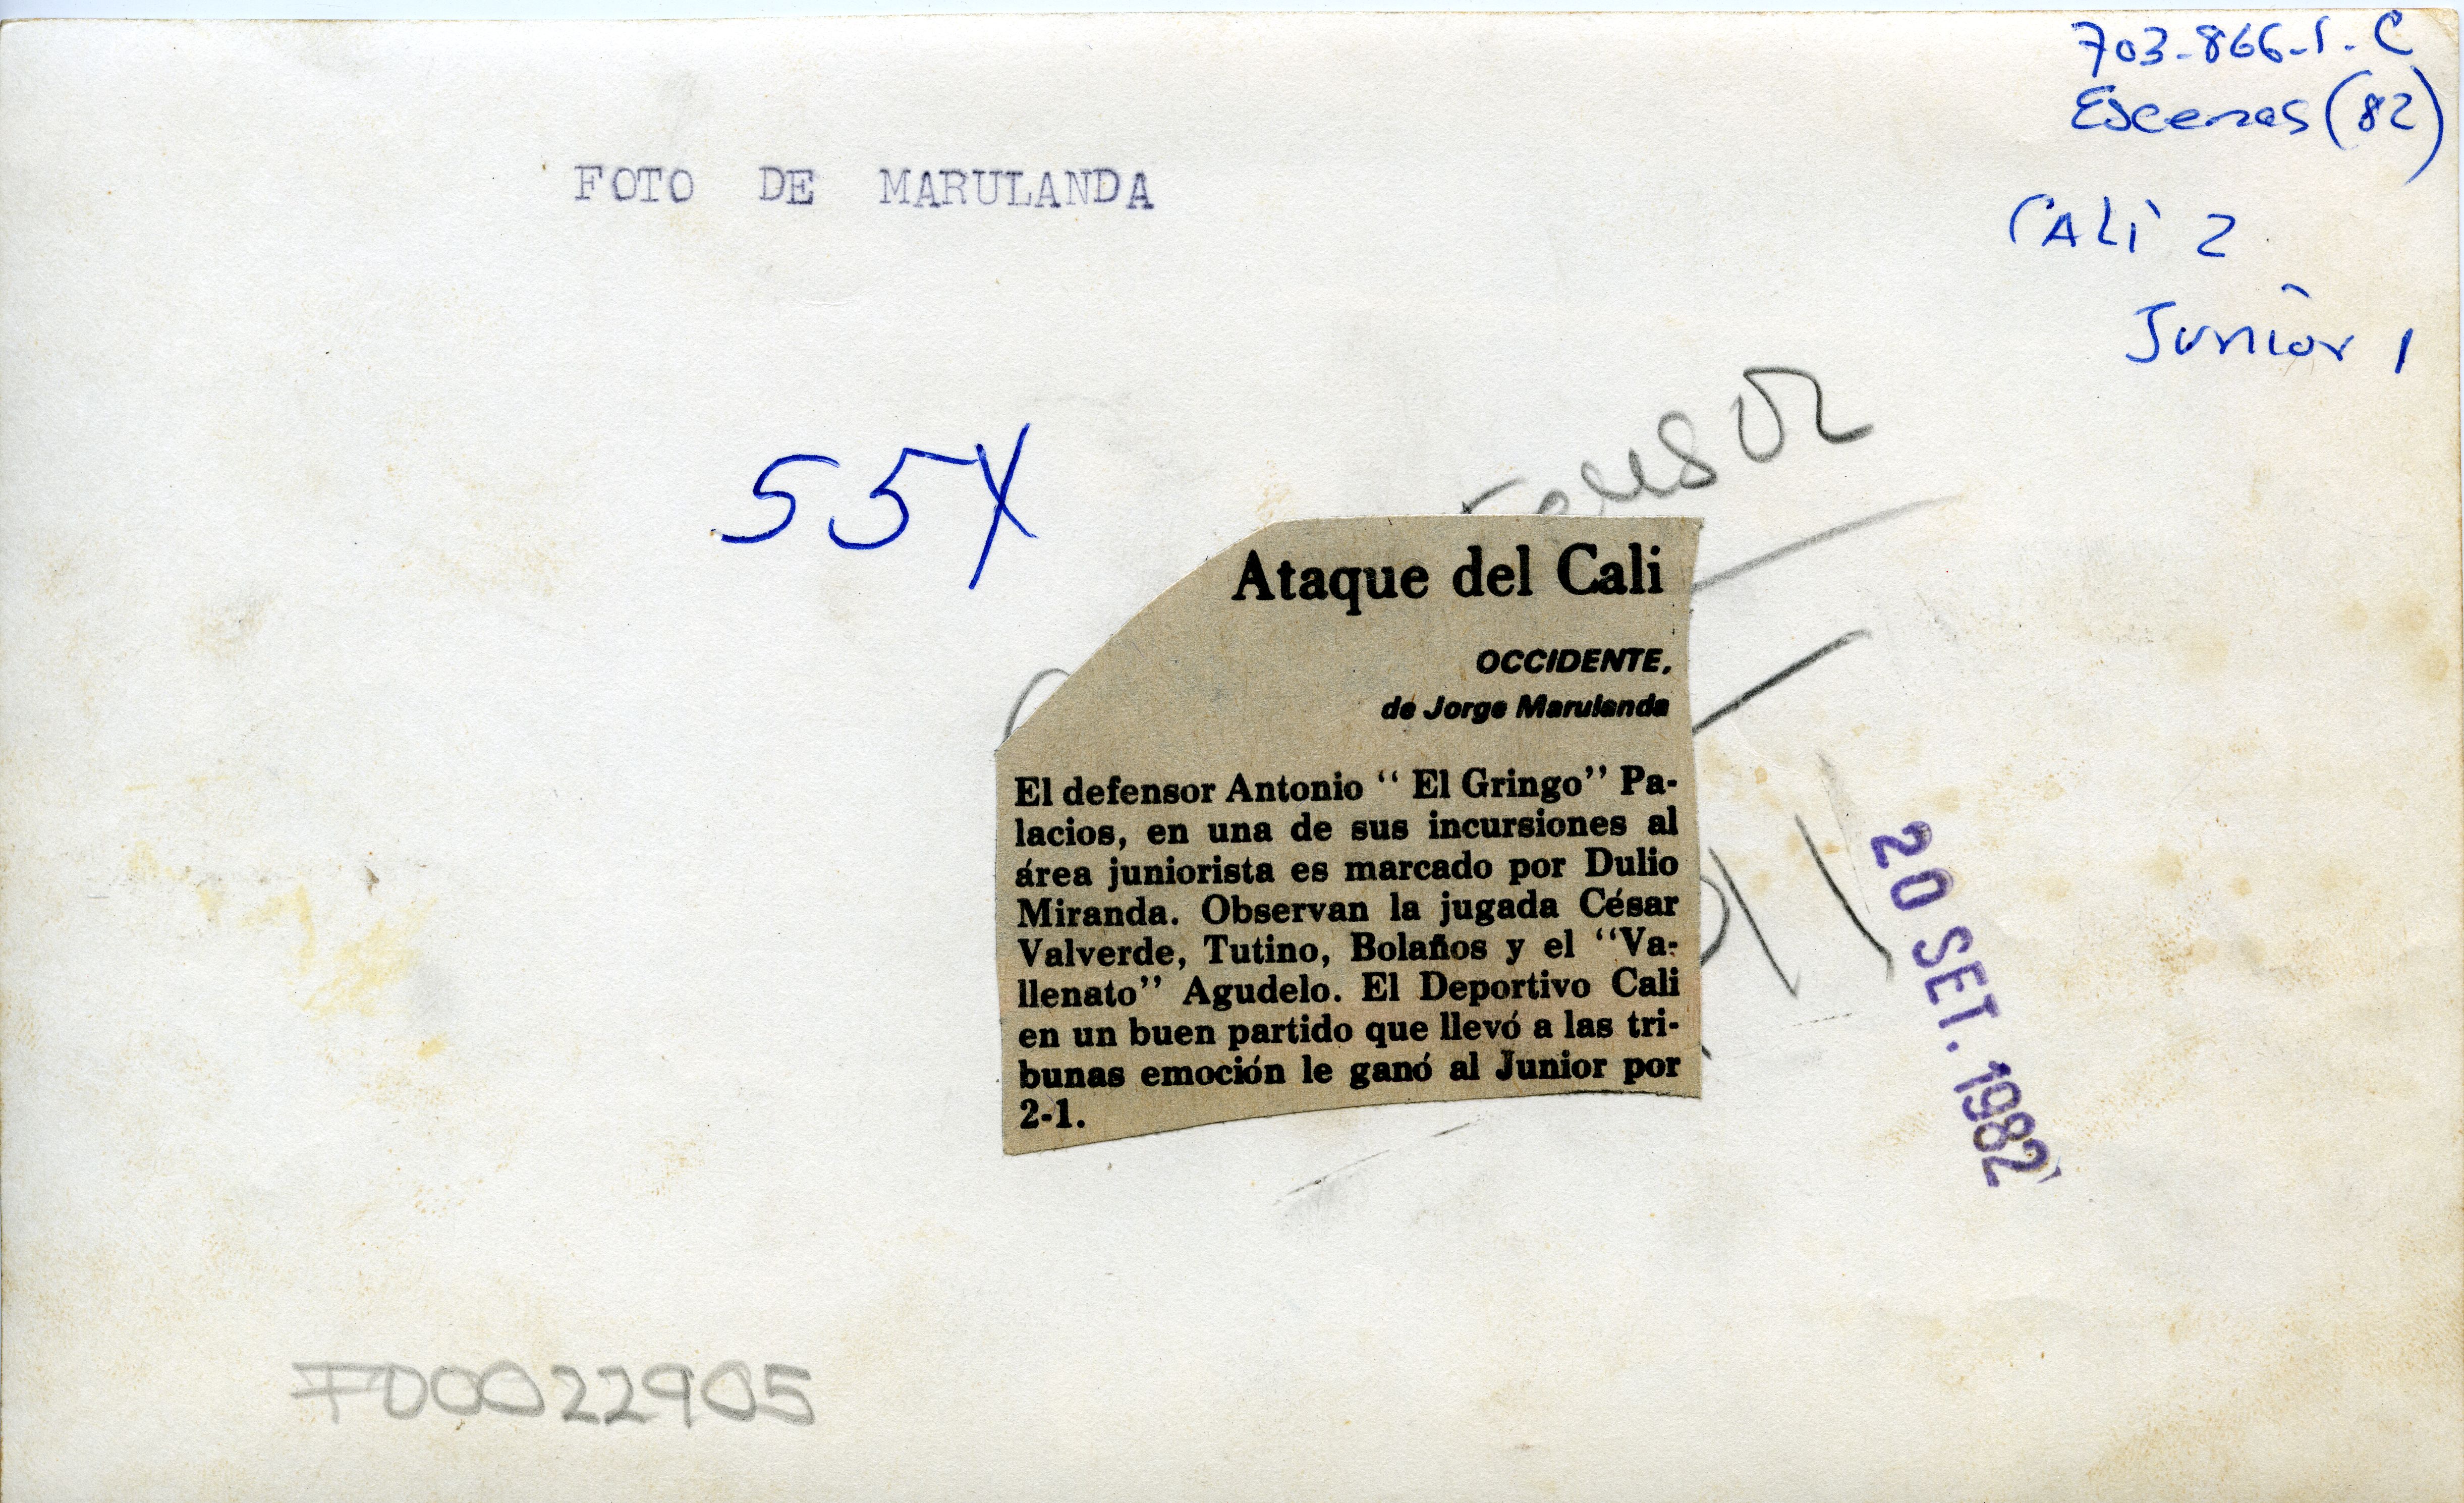 703-866-1-C
Escenas (82)
FOTO DE MARULANDA
CALI 2
Junior 1
55X
Ataque del Cali
OCCIDENTE,
de Jorge Marulanda
El defensor Antonio “ El Gringo” Pa-
lacios, en una de sus incursiones al
área juniorista es marcado por Dulio
Miranda. Observan la jugada César
Valverde, Tutino, Bolaños y el “Va-
llenato” Agudelo. El Deportivo Cali
en un buen partido que llevó a las tri-
bunas emoción le ganó al Junior por
2-1.
20 SET. 1982
F00022905